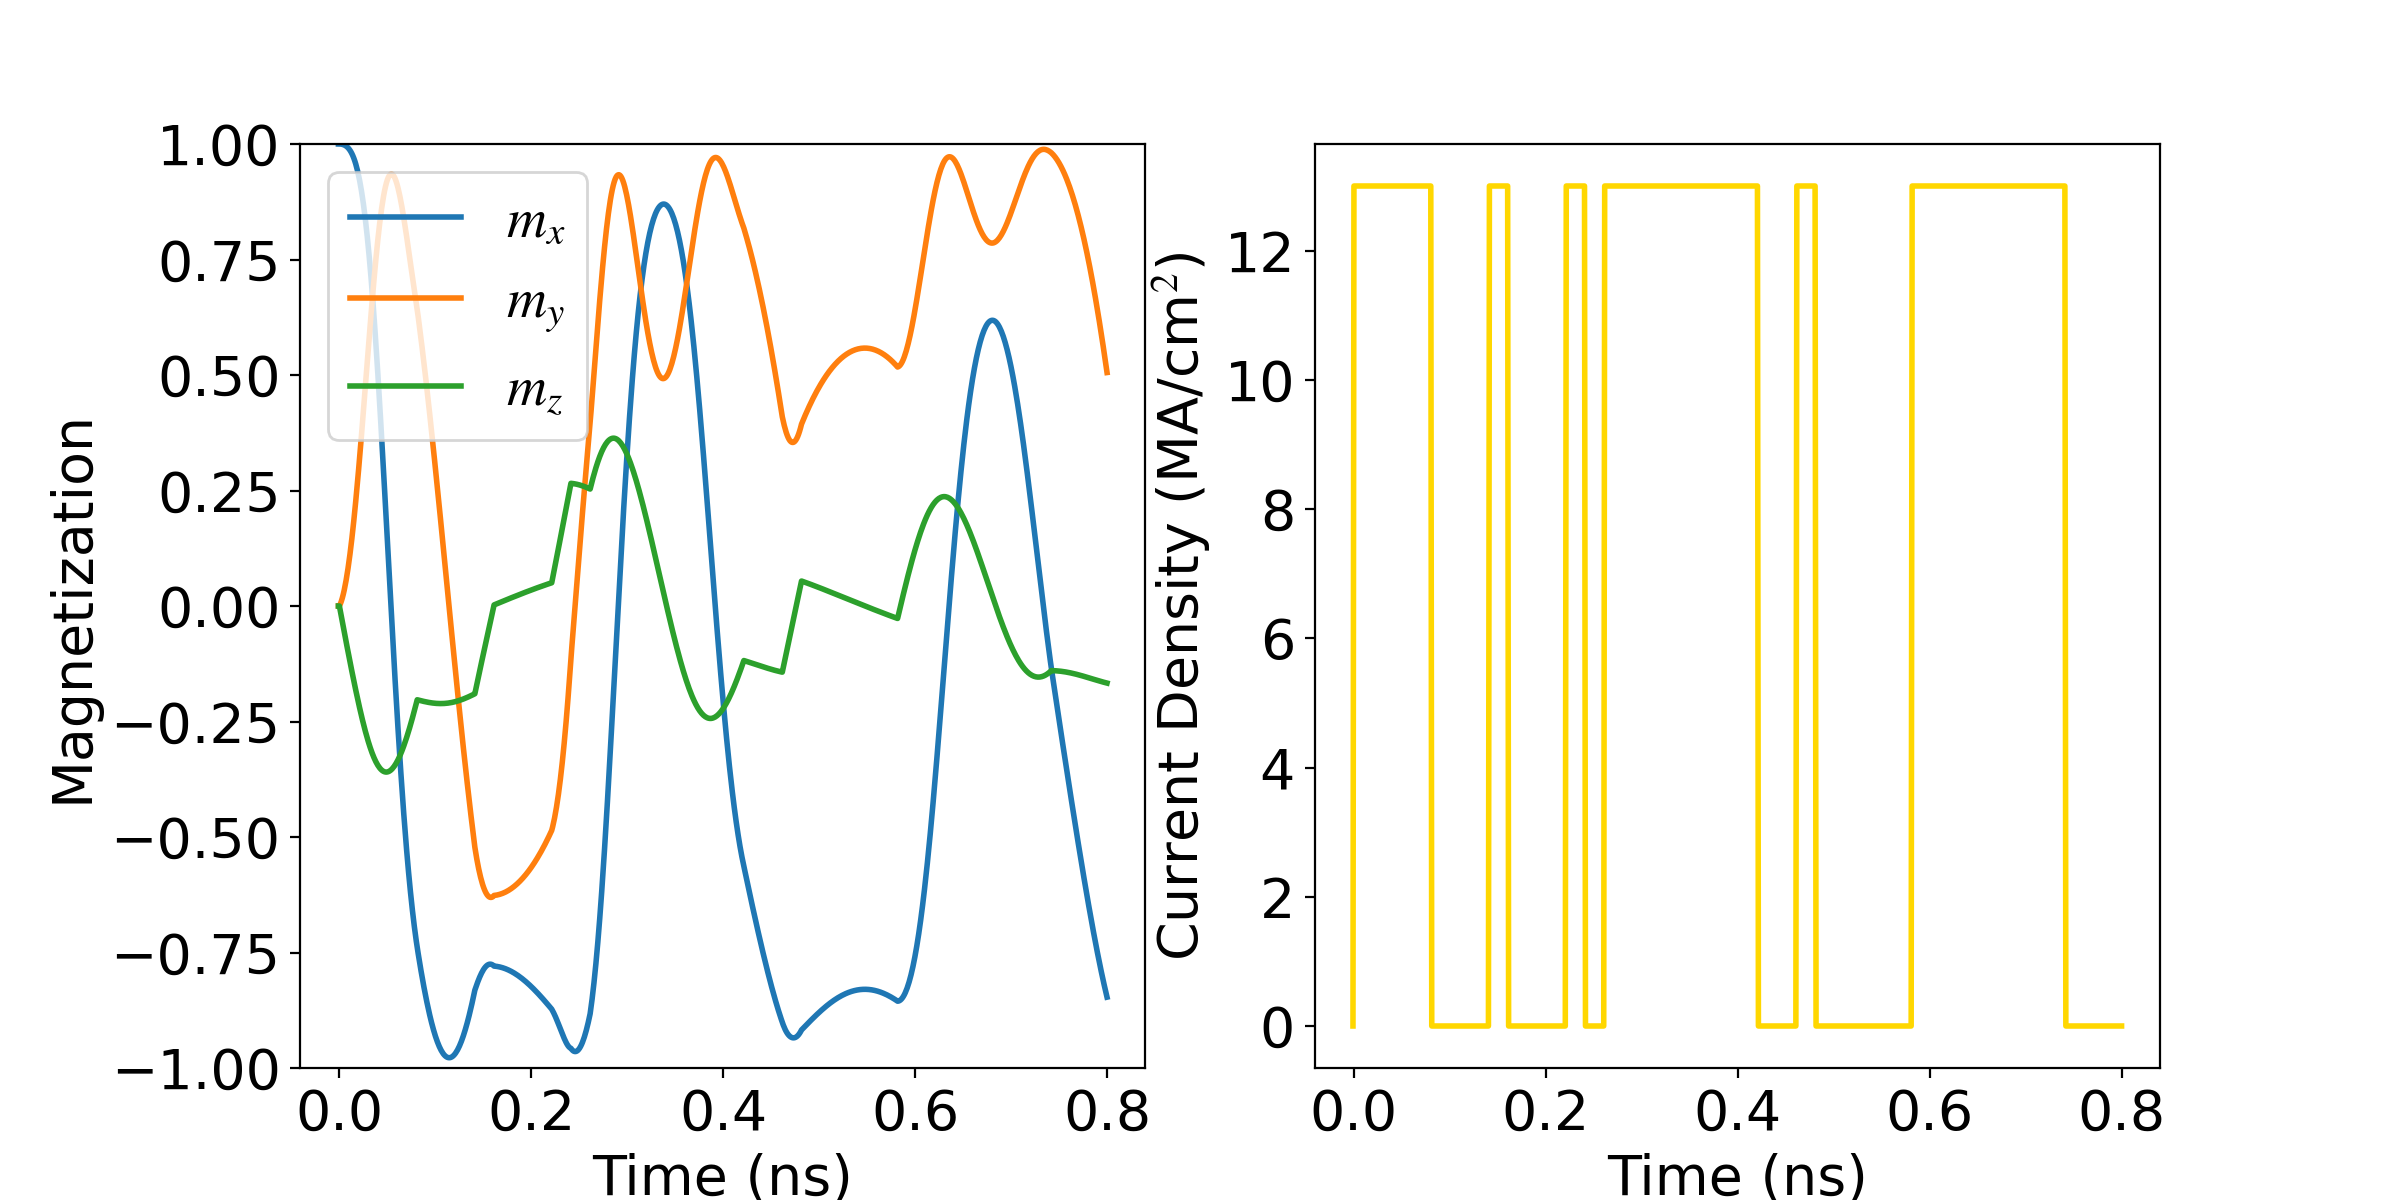 1.00
0.75
0.50
0.25
0.00
−0.25
−0.50
−0.75
−1.00
Magnetization
m_x
m_y
m_z
0.0 0.2 0.4 0.6 0.8
Time (ns)
12
10
8
6
4
2
0
Current Density (MA/cm²)
0.0 0.2 0.4 0.6 0.8
Time (ns)